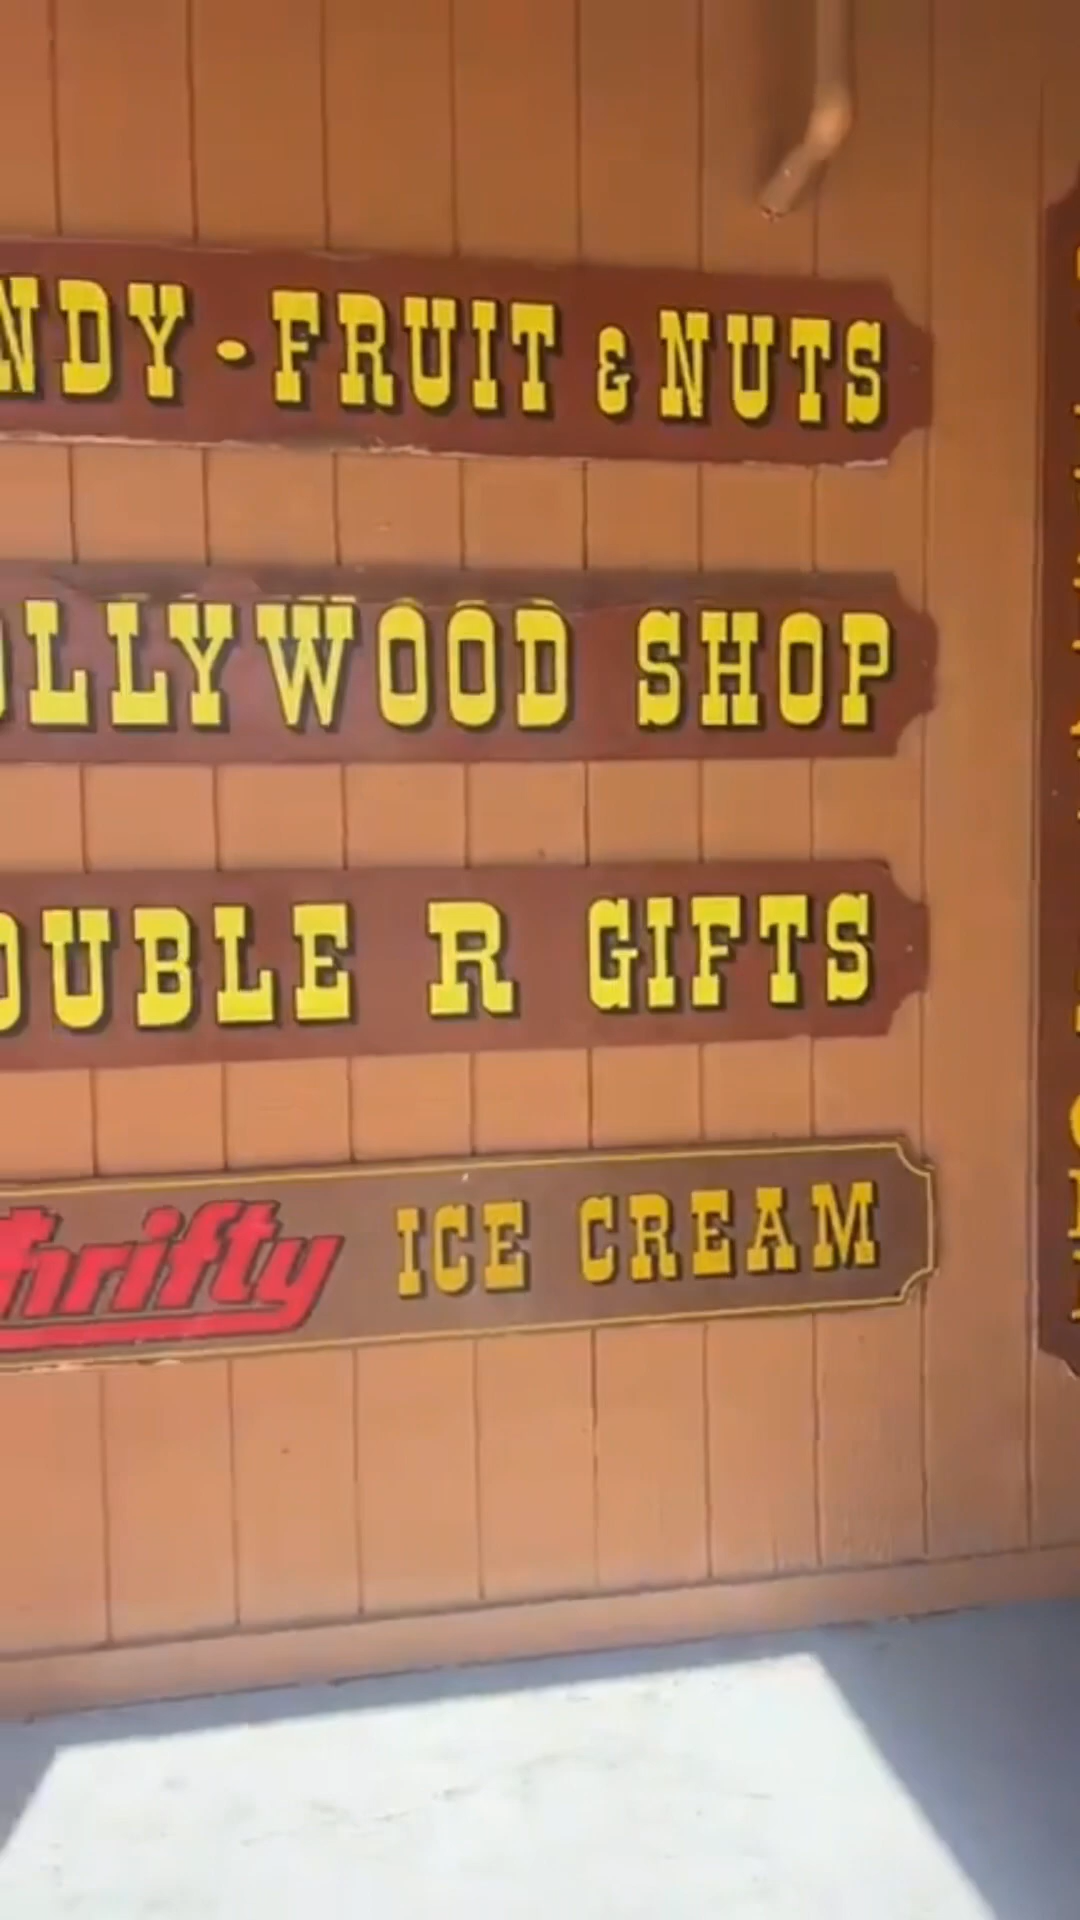 NDY - FRUIT & NUTS
OLLYWOOD SHOP
OUBLE R GIFTS
thrifty ICE CREAM